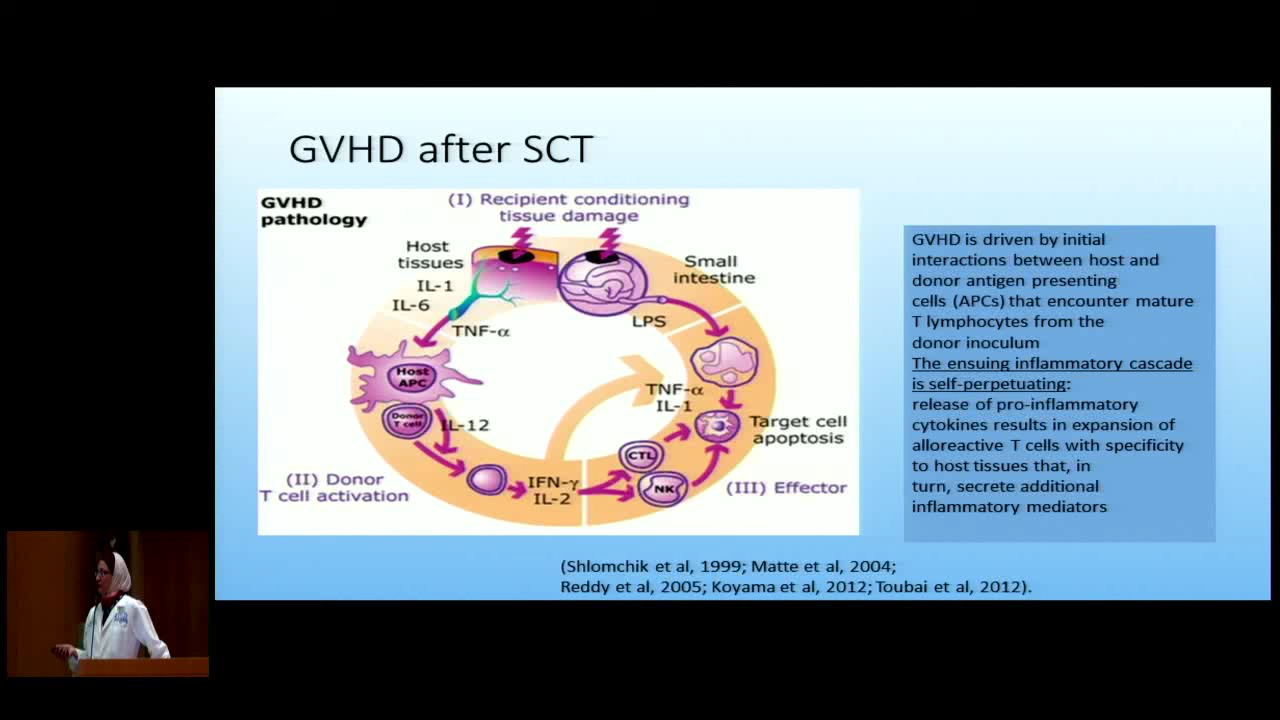 GVHD after SCT
GVHD
pathology
(I) Recipient conditioning
tissue damage
Host
tissues
IL-1
IL-6
TNF-α
Small
intestine
LPS
Host
APC
Donor
T cell
IL-12
TNF-α
IL-1
Target cell
apoptosis
CTL
NK
IFN-γ
IL-2
(II) Donor
T cell activation
(III) Effector
GVHD is driven by initial
interactions between host and
donor antigen presenting
cells (APCs) that encounter mature
T lymphocytes from the
donor inoculum
The ensuing inflammatory cascade
is self-perpetuating:
release of pro-inflammatory
cytokines results in expansion of
alloreactive T cells with specificity
to host tissues that, in
turn, secrete additional
inflammatory mediators
(Shlomchik et al, 1999; Matte et al, 2004;
Reddy et al, 2005; Koyama et al, 2012; Toubai et al, 2012).